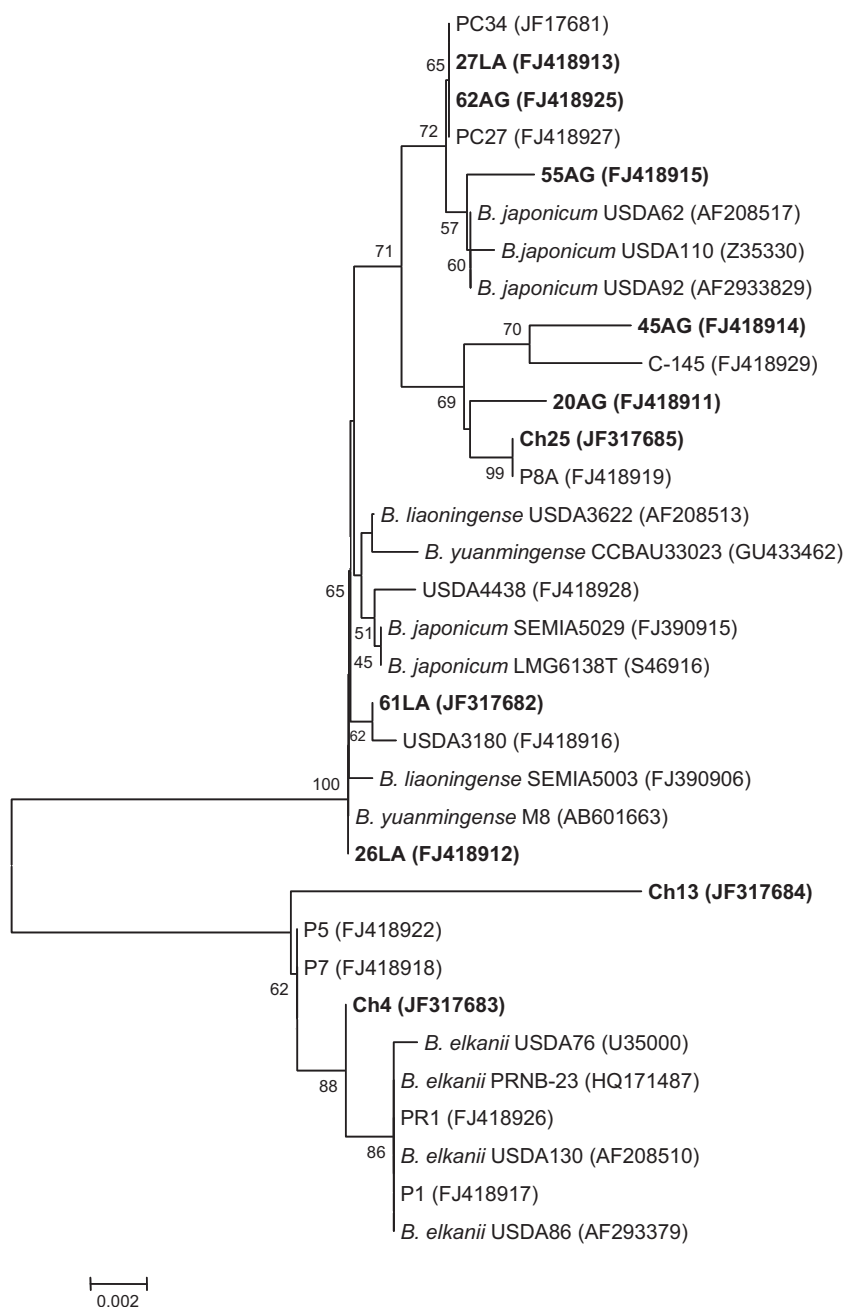 PC34 (JF17681)
65
27LA (FJ418913)
62AG (FJ418925)
72
PC27 (FJ418927)
55AG (FJ418915)
B. japonicum USDA62 (AF208517)
57
71
B.japonicum USDA110 (Z35330)
60
B. japonicum USDA92 (AF2933829)
70
45AG (FJ418914)
C-145 (FJ418929)
69
20AG (FJ418911)
Ch25 (JF317685)
99
P8A (FJ418919)
B. liaoningense USDA3622 (AF208513)
B. yuanmingense CCBAU33023 (GU433462)
65
USDA4438 (FJ418928)
51
B. japonicum SEMIA5029 (FJ390915)
45
B. japonicum LMG6138T (S46916)
61LA (JF317682)
62
USDA3180 (FJ418916)
100
B. liaoningense SEMIA5003 (FJ390906)
B. yuanmingense M8 (AB601663)
26LA (FJ418912)
Ch13 (JF317684)
P5 (FJ418922)
P7 (FJ418918)
62
Ch4 (JF317683)
B. elkanii USDA76 (U35000)
88
B. elkanii PRNB-23 (HQ171487)
PR1 (FJ418926)
86
B. elkanii USDA130 (AF208510)
P1 (FJ418917)
B. elkanii USDA86 (AF293379)
0.002